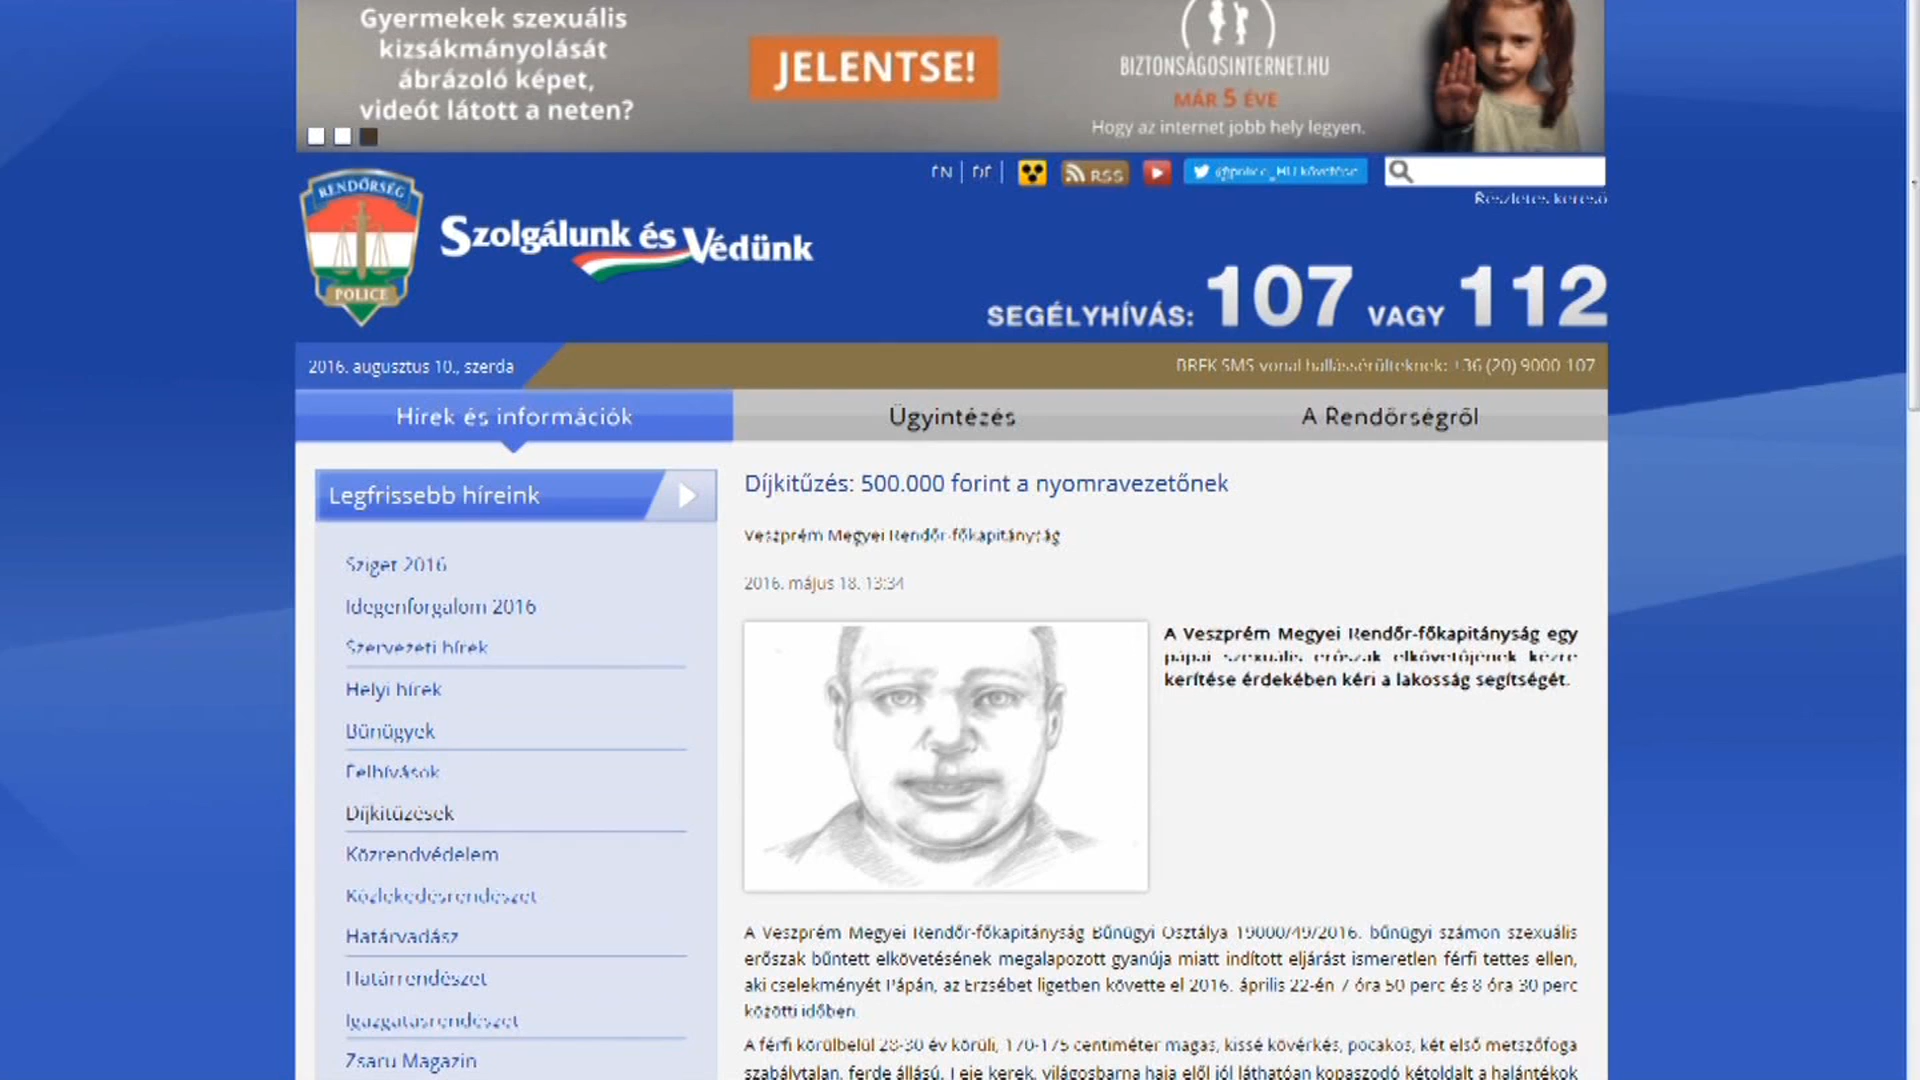 Gyermekek szexuális
kizsákmányolását
ábrázoló képet,
videót látott a neten?
JELENTSE!
BIZTONSÁGOSINTERNET.HU
MÁR 5 ÉVE
Hogy az internet jobb hely legyen.
EN | DE |
RSS
@police_HU követése
Részletes kereső
RENDŐRSÉG
POLICE
Szolgálunk és Védünk
SEGÉLYHÍVÁS: 107 VAGY 112
2016. augusztus 10., szerda
BRFK SMS vonal hallássérülteknek: +36 (20) 9000 107
Hírek és információk
Ügyintézés
A Rendőrségről
Legfrissebb híreink
Sziget 2016
Idegenforgalom 2016
Szervezeti hírek
Helyi hírek
Bűnügyek
Felhívások
Díjkitűzések
Közrendvédelem
Közlekedésrendészet
Határvadász
Határrendészet
Igazgatásrendészet
Zsaru Magazin
Díjkitűzés: 500.000 forint a nyomravezetőnek
Veszprém Megyei Rendőr-főkapitányság
2016. május 18. 13:34
A Veszprém Megyei Rendőr-főkapitányság egy
pápai szexuális erőszak elkövetőjének kézre
kerítése érdekében kéri a lakosság segítségét.
A Veszprém Megyei Rendőr-főkapitányság Bűnügyi Osztálya 19000/49/2016. bűnügyi számon szexuális
erőszak bűntett elkövetésének megalapozott gyanúja miatt indított eljárást ismeretlen férfi tettes ellen,
aki cselekményét Pápán, az Erzsébet ligetben követte el 2016. április 22-én 7 óra 50 perc és 8 óra 30 perc
közötti időben.
A férfi körülbelül 28-30 év körüli, 170-175 centiméter magas, kissé kövérkés, pocakos, két első metszőfoga
szabálytalan, ferde állású. Feje kerek, világosbarna haja elől jól láthatóan kopaszodó kétoldalt a halántékok